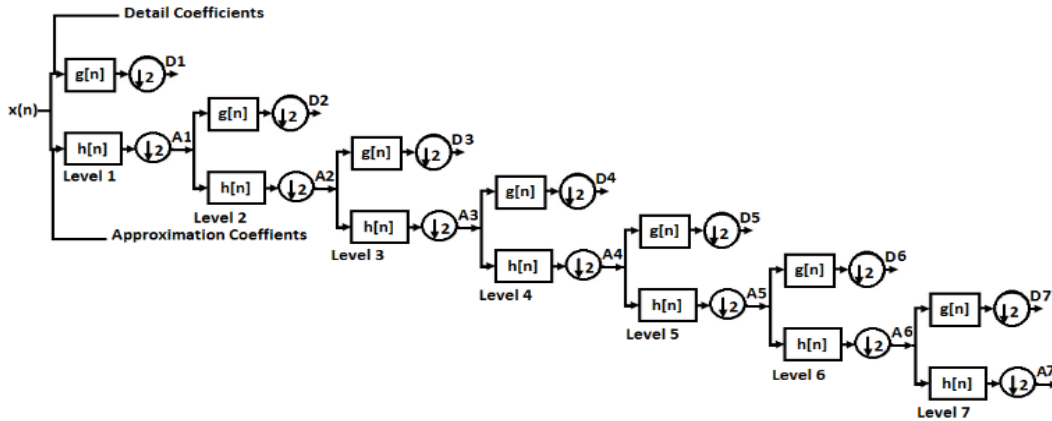 Detail Coefficients
g[n] ↓2 D1
x(n)
h[n] ↓2 A1
Level 1
g[n] ↓2 D2
h[n] ↓2 A2
Level 2
g[n] ↓2 D3
h[n] ↓2 A3
Level 3
g[n] ↓2 D4
h[n] ↓2 A4
Level 4
g[n] ↓2 D5
h[n] ↓2 A5
Level 5
g[n] ↓2 D6
h[n] ↓2 A6
Level 6
g[n] ↓2 D7
h[n] ↓2 A7
Level 7
Approximation Coeffients